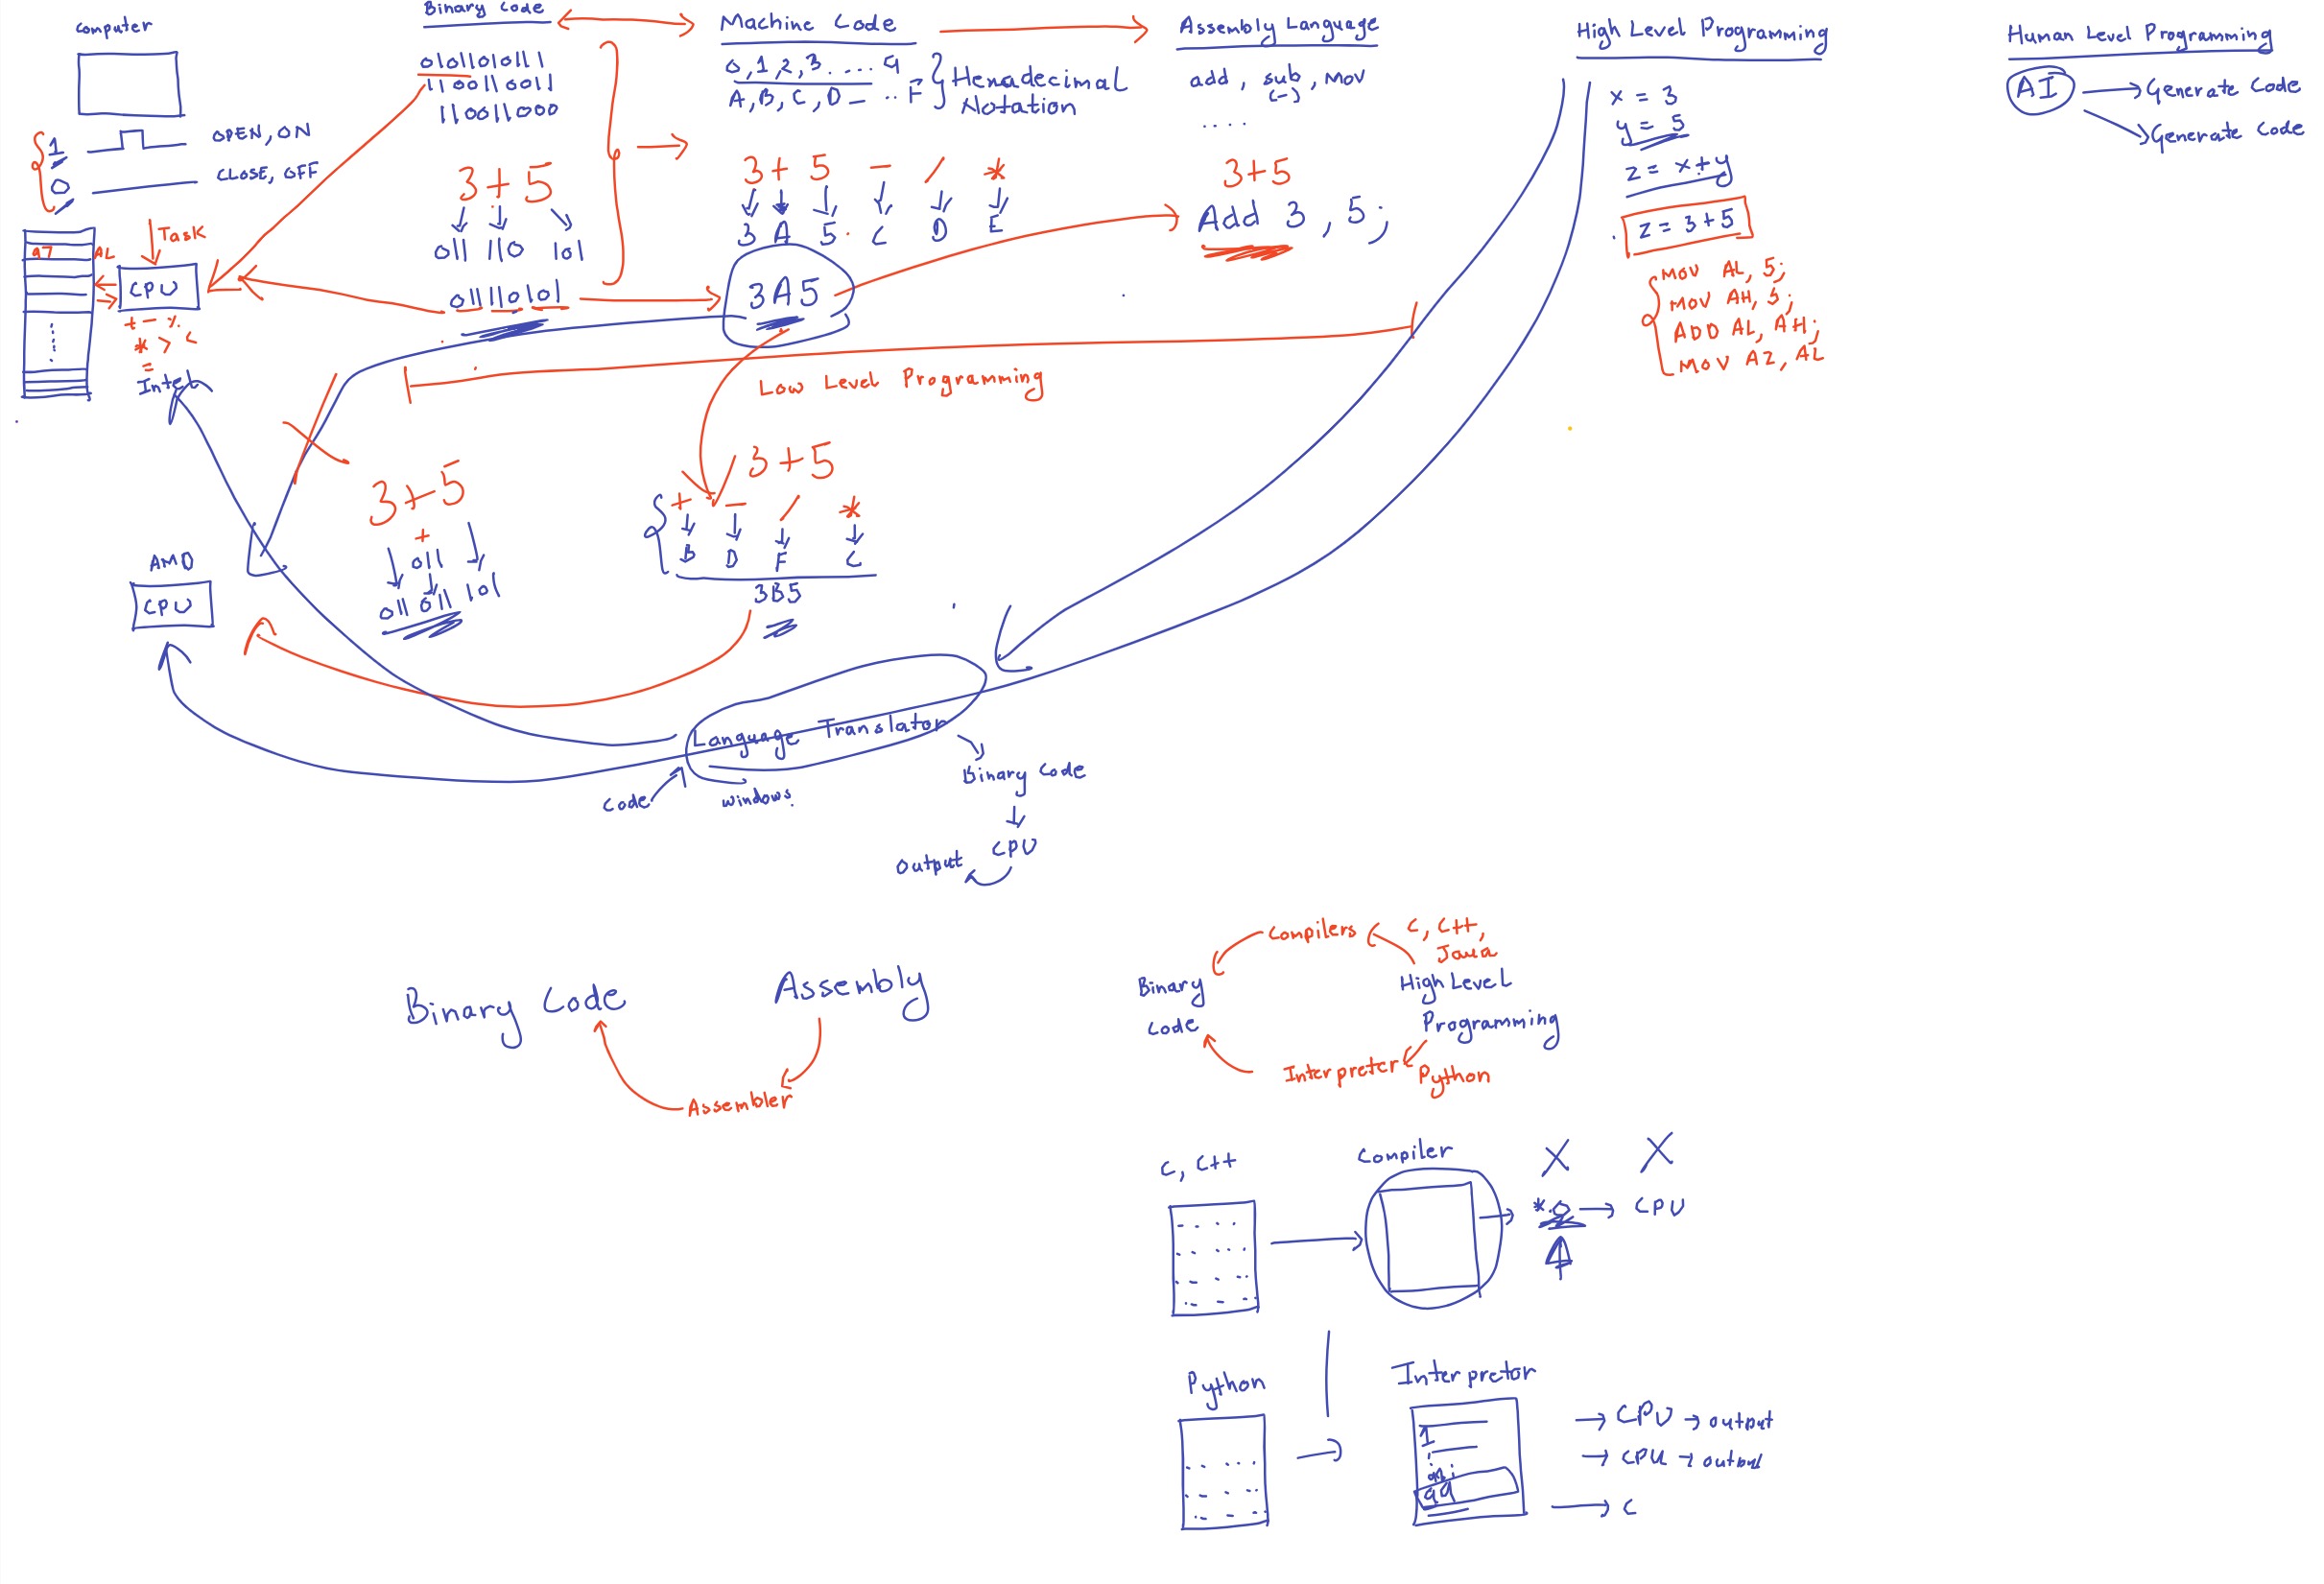 Computer
1 OPEN, ON
0 CLOSE, OFF
Task
97 AL
CPU
+ - %
* > <
=
Intel
Binary Code
01011010111
1100110011
110011000
3+5
011 110 101
011110101
Machine Code
0,1,2,3....9
A,B,C,D_ .. F
Hexadecimal
Notation
3+ 5 - / *
3 A 5 C D E
3A5
Assembly Language
add, sub, MOV
(-)
....
3+5
Add 3, 5;
High Level Programming
x = 3
y = 5
z = x+y
z = 3+5
MOV AL, 5;
MOV AH, 5;
ADD AL, AH;
MOV AZ, AL
Human Level Programming
AI
Generate Code
Generate Code
Low Level Programming
AMD
CPU
3+5
+
011
011 011 101
3+5
+ - / *
B D F C
3B5
Language Translator
Code
windows.
Binary Code
CPU
Output
Binary Code
Assembly
Assembler
Compilers
C, C++,
Java
Binary
Code
High Level
Programming
Interpreter
Python
C, C++
Compiler
X X
*.o
CPU
Python
Interpretor
1
99
CPU → output
CPU → output
C